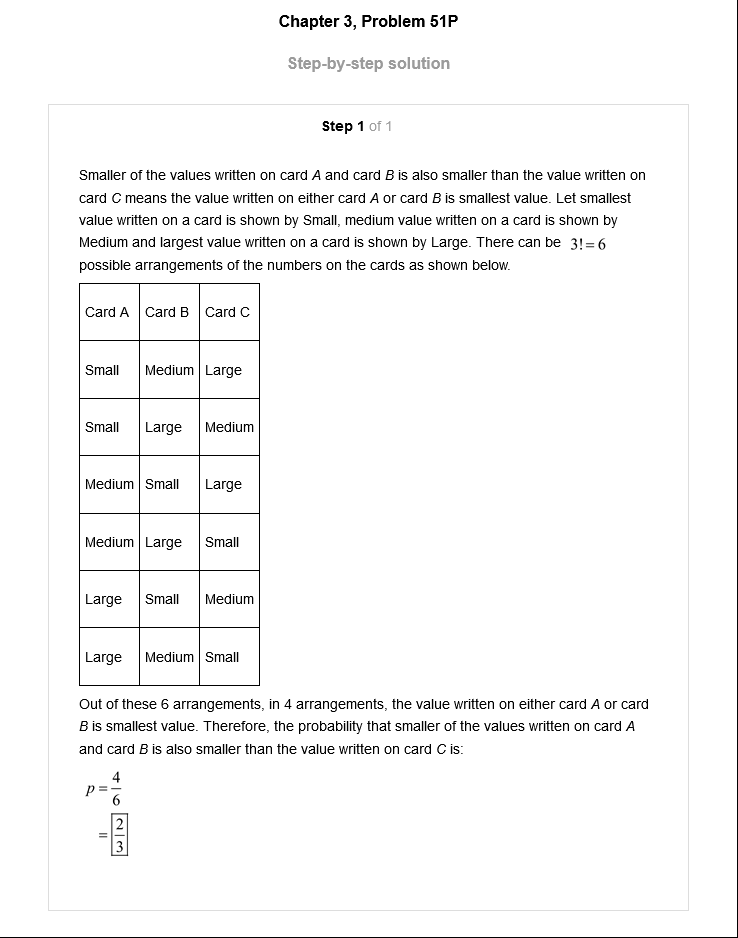 Chapter 3, Problem 51P
Step-by-step solution
Step 1 of 1
Smaller of the values written on card A and card B is also smaller than the value written on
card C means the value written on either card A or card B is smallest value. Let smallest
value written on a card is shown by Small, medium value written on a card is shown by
Medium and largest value written on a card is shown by Large. There can be 3!=6
possible arrangements of the numbers on the cards as shown below.
Card A Card B Card C
Small Medium Large
Small Large Medium
Medium Small Large
Medium Large Small
Large Small Medium
Large Medium Small
Out of these 6 arrangements, in 4 arrangements, the value written on either card A or card
B is smallest value. Therefore, the probability that smaller of the values written on card A
and card B is also smaller than the value written on card C is:
p = 4/6
= 2/3